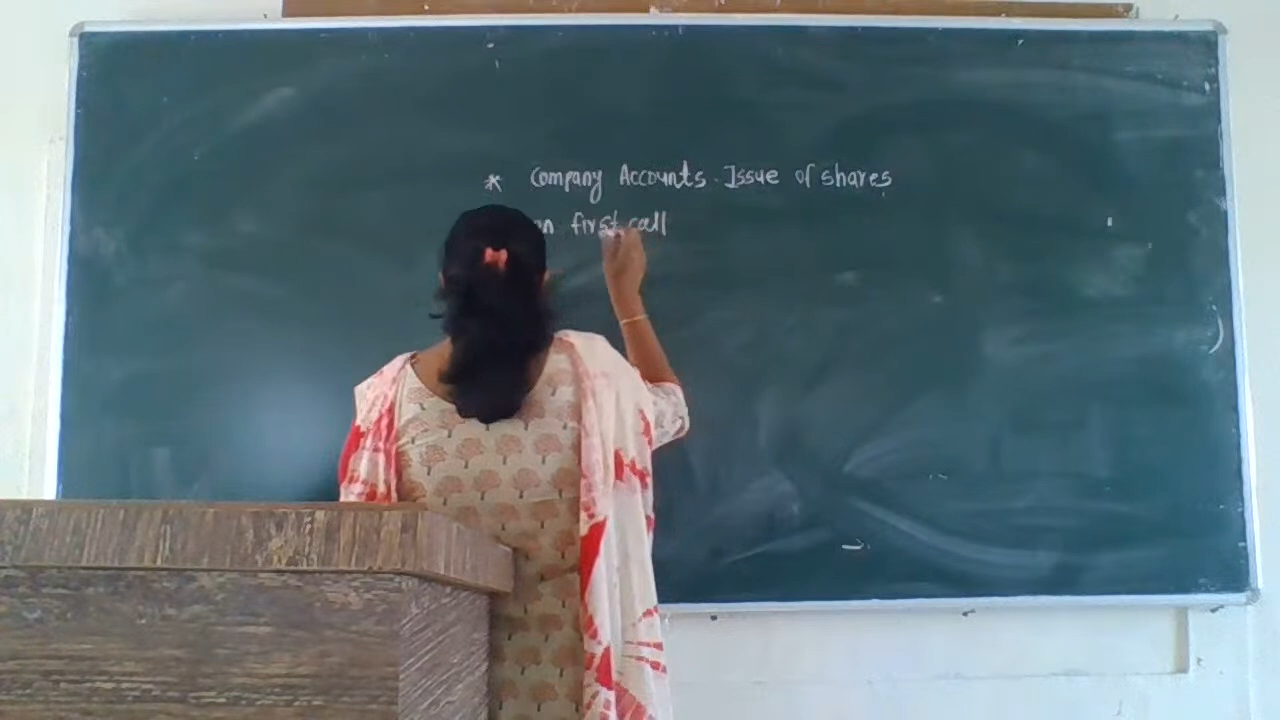 * Company Accounts - Issue of shares
on first call